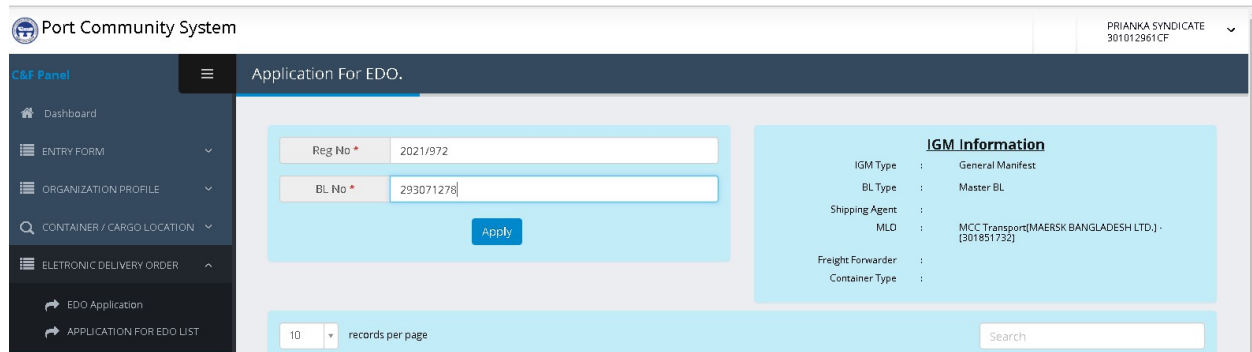 Port Community System
PRIANKA SYNDICATE
301012961CF
C&F Panel
Application For EDO.
Dashboard
ENTRY FORM
ORGANIZATION PROFILE
CONTAINER / CARGO LOCATION
ELETRONIC DELIVERY ORDER
EDO Application
APPLICATION FOR EDO LIST
Reg No * 2021/972
BL No * 293071278
Apply
IGM Information
IGM Type : General Manifest
BL Type : Master BL
Shipping Agent :
MLO : MCC Transport[MAERSK BANGLADESH LTD.] -
[301851732]
Freight Forwarder :
Container Type :
10 records per page
Search